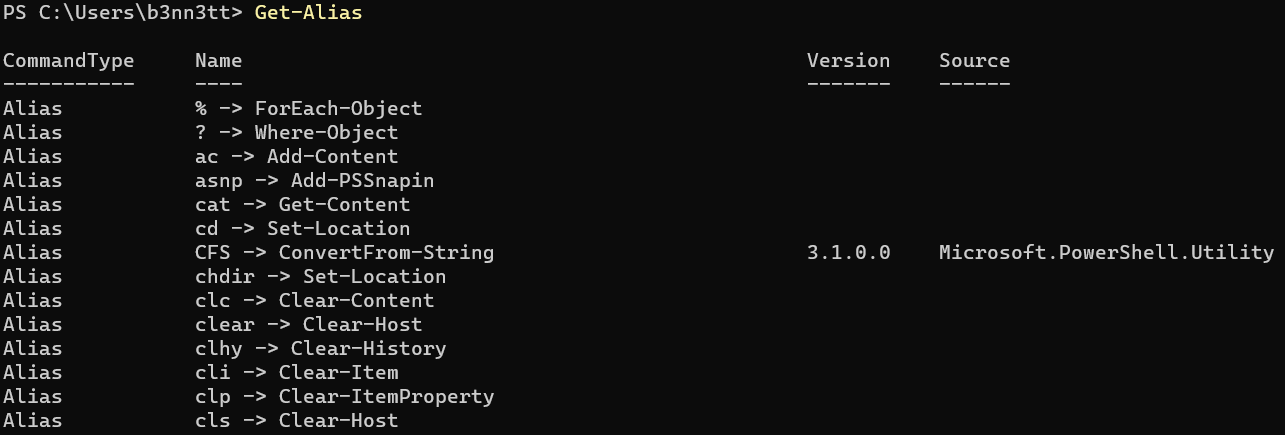 PS C:\Users\b3nn3tt> Get-Alias
CommandType Name Version Source
----------- ---- ------- ------
Alias % -> ForEach-Object
Alias ? -> Where-Object
Alias ac -> Add-Content
Alias asnp -> Add-PSSnapin
Alias cat -> Get-Content
Alias cd -> Set-Location
Alias CFS -> ConvertFrom-String 3.1.0.0 Microsoft.PowerShell.Utility
Alias chdir -> Set-Location
Alias clc -> Clear-Content
Alias clear -> Clear-Host
Alias clhy -> Clear-History
Alias cli -> Clear-Item
Alias clp -> Clear-ItemProperty
Alias cls -> Clear-Host